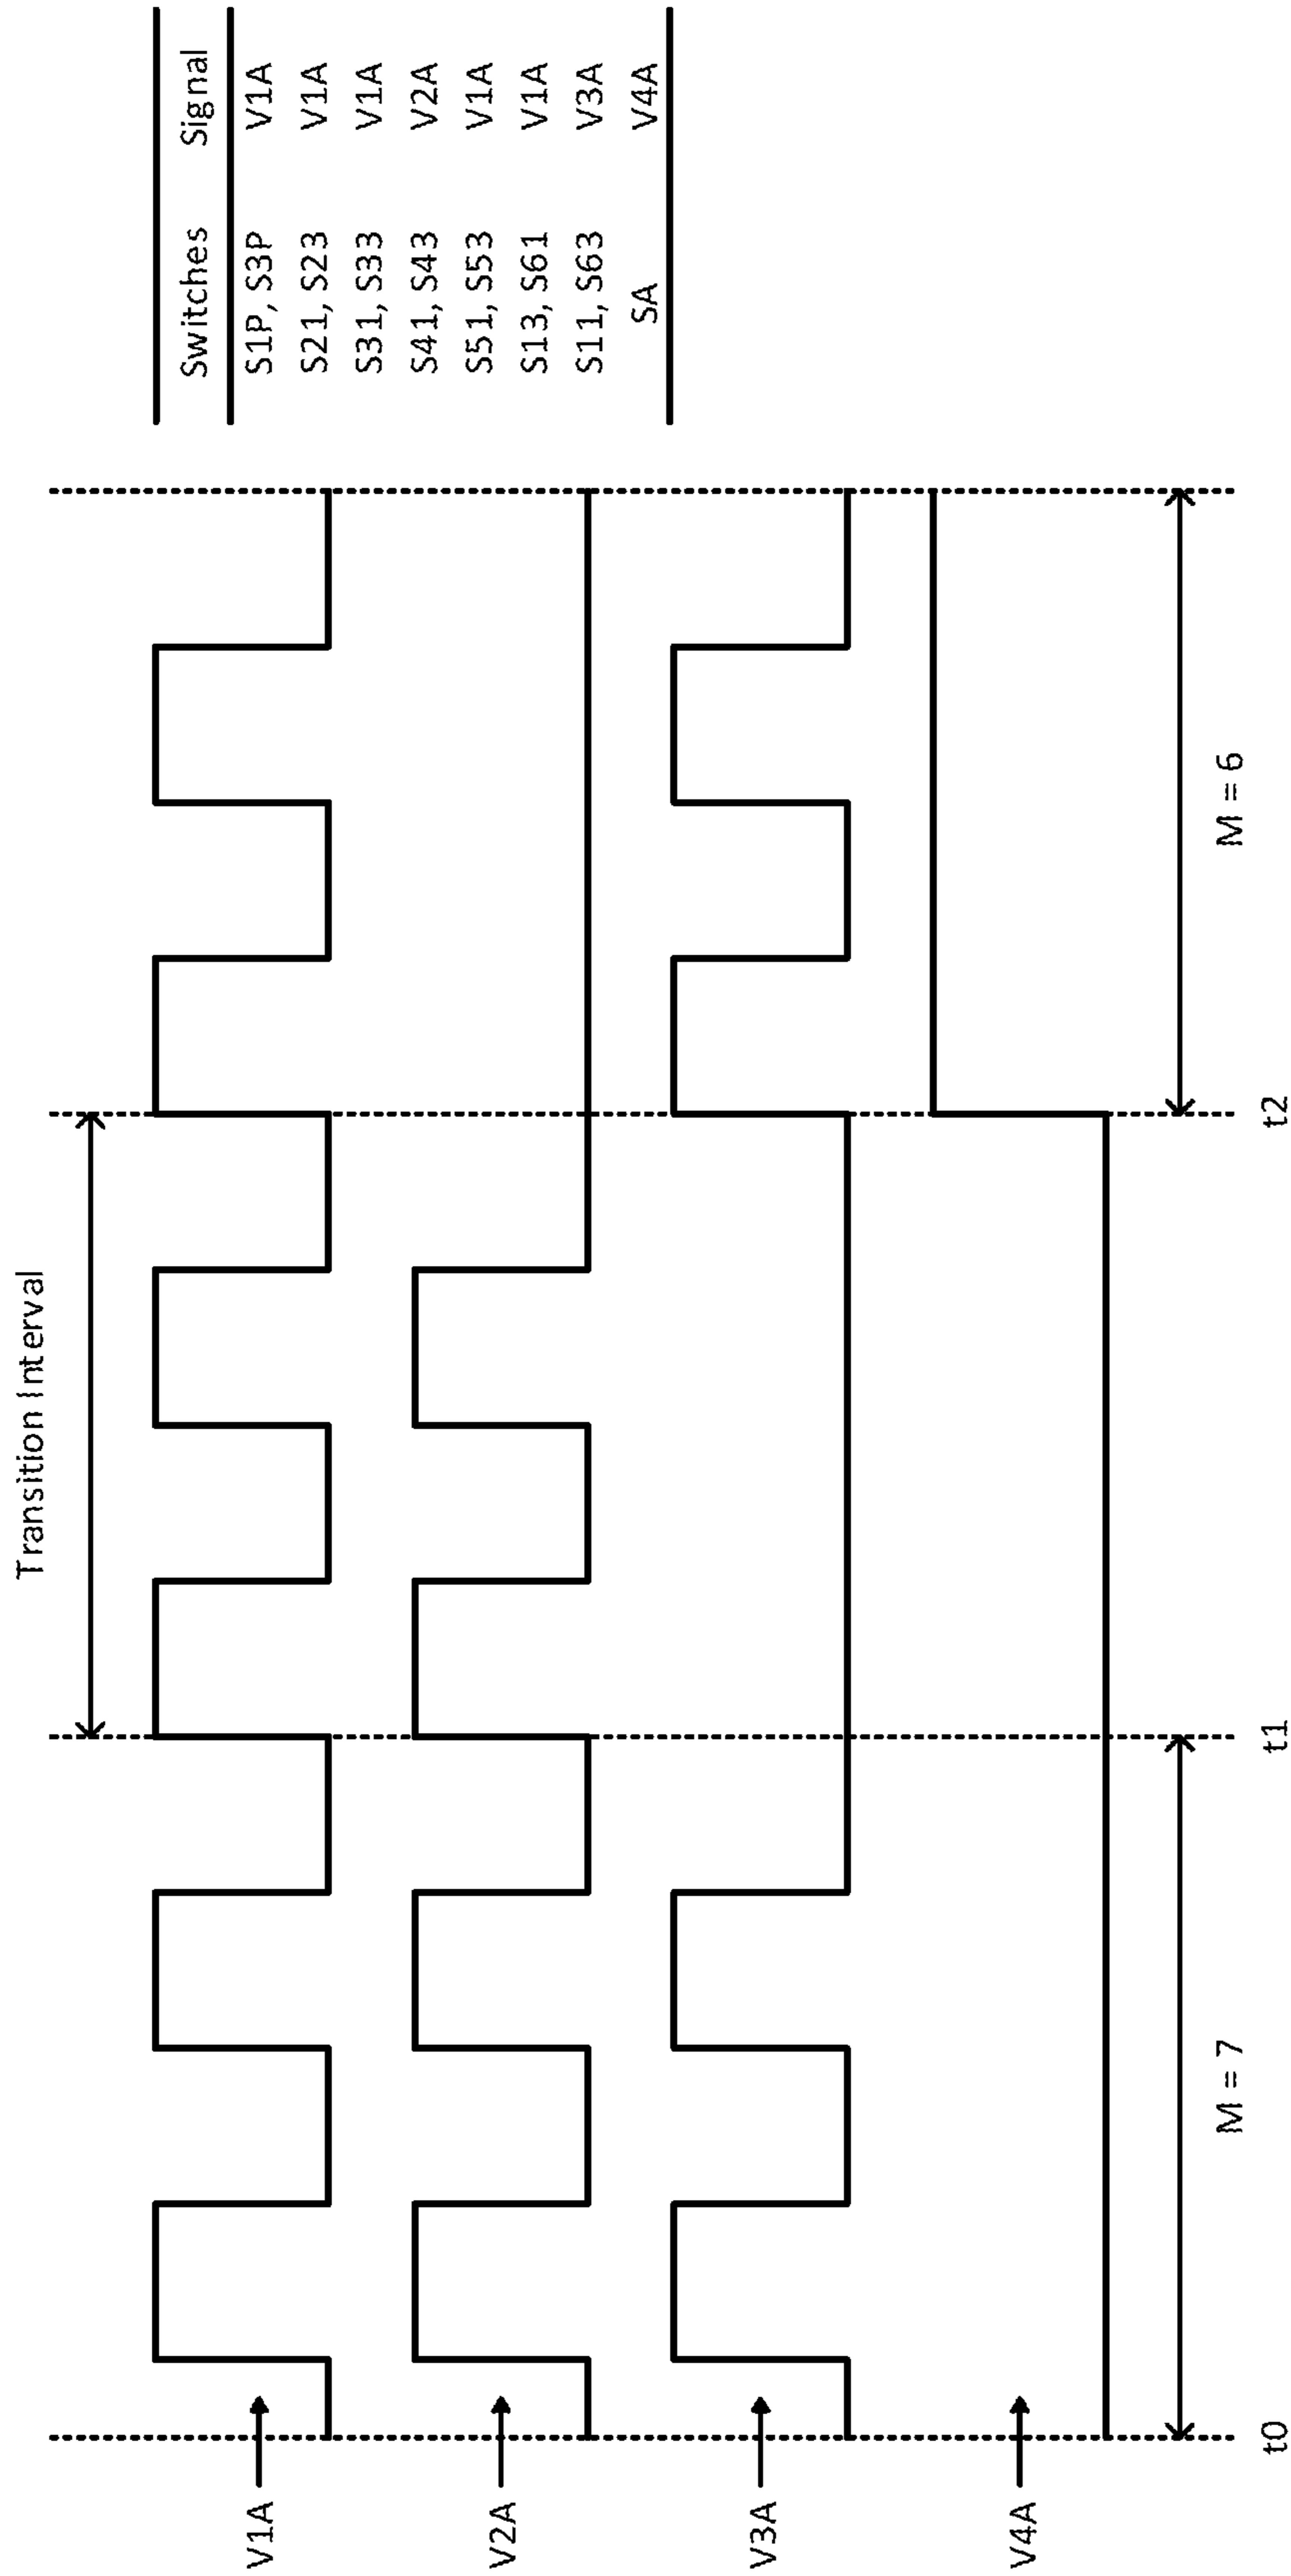 Transition Interval
V1A
V2A
V3A
V4A
Switches Signal
S1P, S3P V1A
S21, S23 V1A
S31, S33 V1A
S41, S43 V2A
S51, S53 V1A
S13, S61 V1A
S11, S63 V3A
SA V4A
M = 7
M = 6
t0
t1
t2